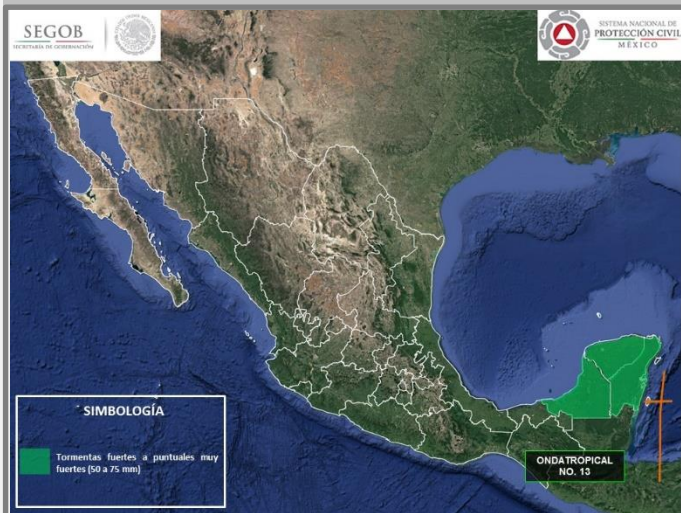 SEGOB
SECRETARÍA DE GOBERNACIÓN
SISTEMA NACIONAL DE
PROTECCIÓN CIVIL
MÉXICO
SIMBOLOGÍA
Tormentas fuertes a puntuales muy
fuertes (50 a 75 mm)
ONDATROPICAL
NO. 13